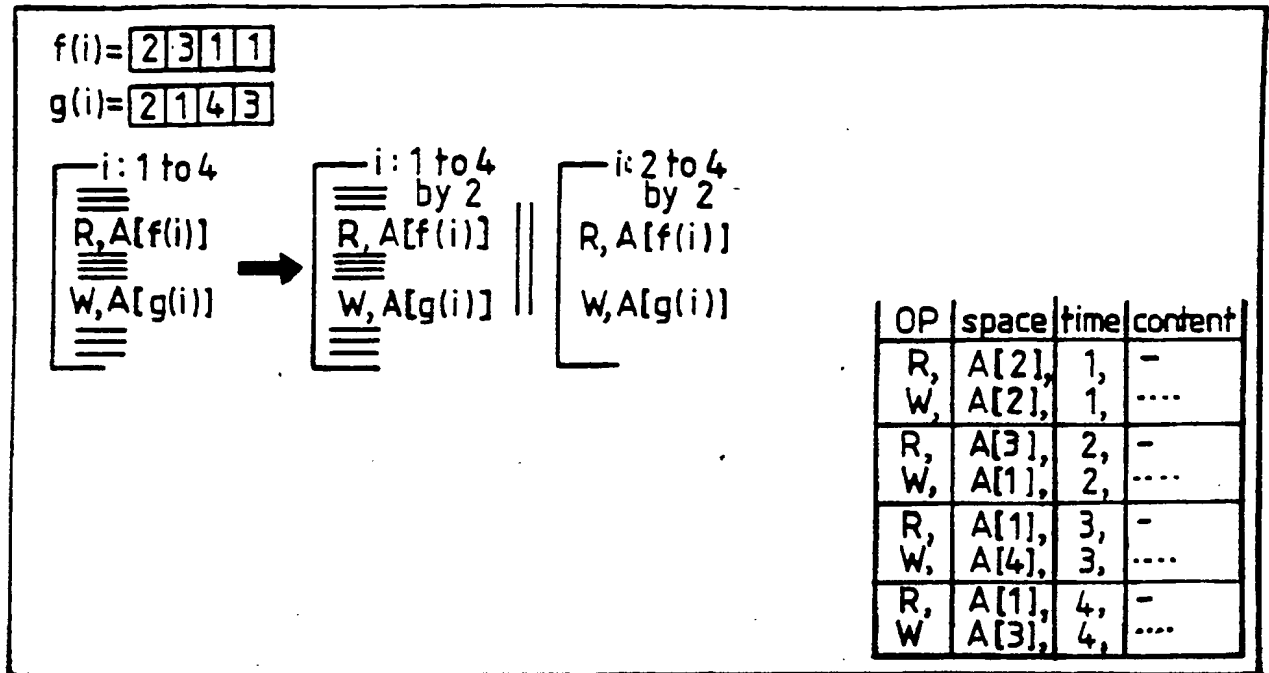 f(i)= 2 3 1 1
g(i)= 2 1 4 3
i : 1 to 4
R, A[f(i)]
W, A[g(i)]
i : 1 to 4
by 2
R, A[f(i)]
W, A[g(i)]
i: 2 to 4
by 2
R, A[f(i)]
W, A[g(i)]
OP space time content
R, A[2], 1, -
W, A[2], 1, ....
R, A[3], 2, -
W, A[1], 2, ....
R, A[1], 3, -
W, A[4], 3, ....
R, A[1], 4, -
W A[3], 4, ....